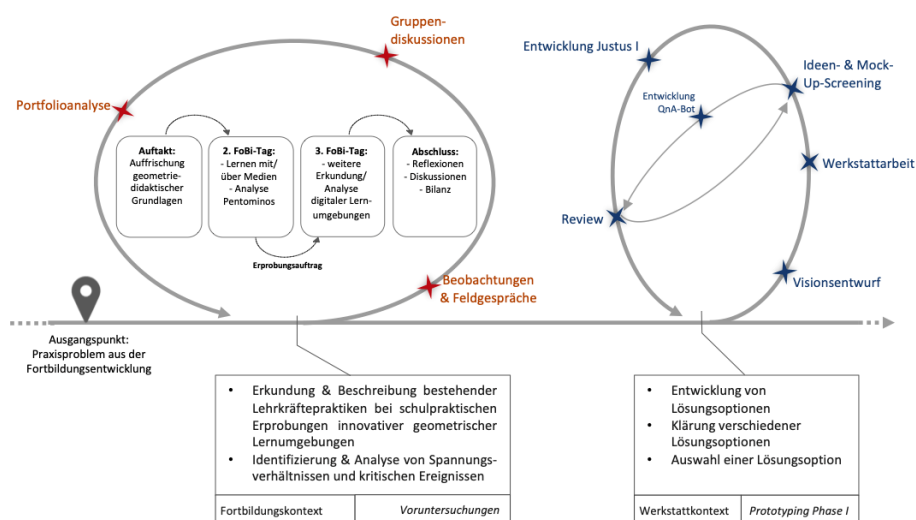 Gruppen-
diskussionen
Portfolioanalyse
Auftakt:
Auffrischung
geometrie-
didaktischer
Grundlagen
2. FoBi-Tag:
- Lernen mit/
über Medien
- Analyse
Pentominos
3. FoBi-Tag:
- weitere
Erkundung/
Analyse
digitaler Lern-
umgebungen
Abschluss:
- Reflexionen
- Diskussionen
- Bilanz
Erprobungsauftrag
Beobachtungen
& Feldgespräche
Entwicklung Justus I
Ideen- & Mock-
Up-Screening
Entwicklung
QnA-Bot
Werkstattarbeit
Review
Visionsentwurf
Ausgangspunkt:
Praxisproblem aus der
Fortbildungsentwicklung
• Erkundung & Beschreibung bestehender
Lehrkräftepraktiken bei schulpraktischen
Erprobungen innovativer geometrischer
Lernumgebungen
• Identifizierung & Analyse von Spannungs-
verhältnissen und kritischen Ereignissen
Fortbildungskontext
Voruntersuchungen
• Entwicklung von
Lösungsoptionen
• Klärung verschiedener
Lösungsoptionen
• Auswahl einer Lösungsoption
Werkstattkontext
Prototyping Phase I